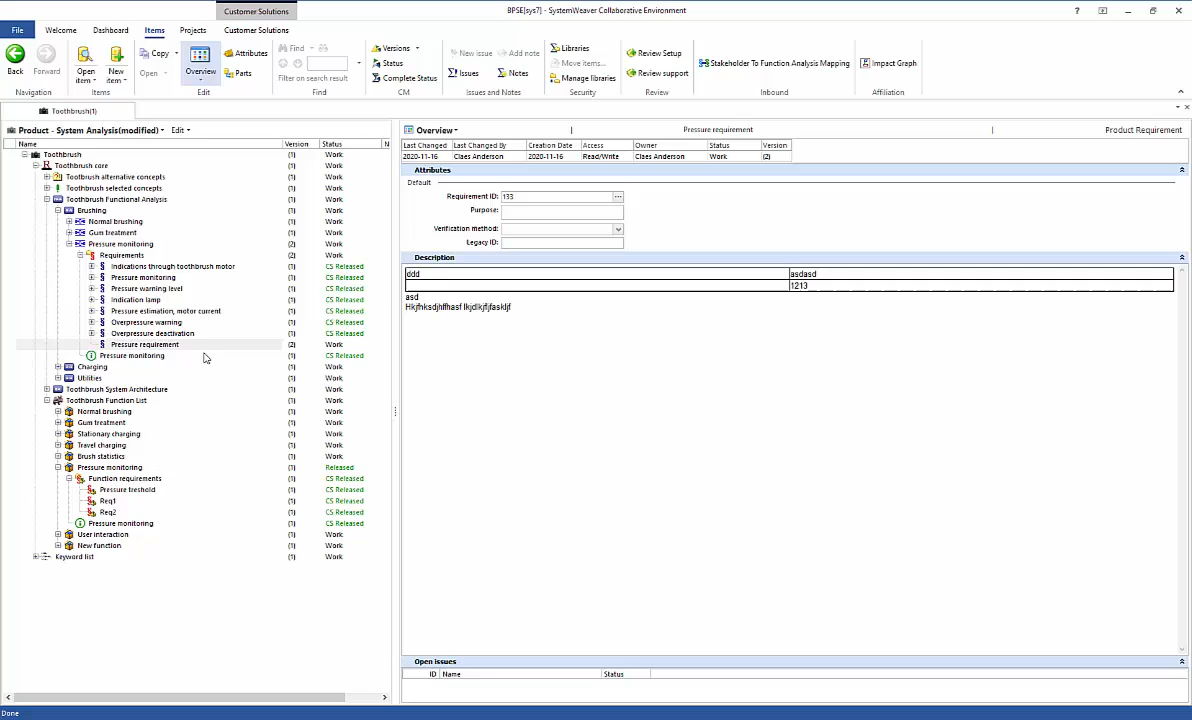 Customer Solutions
BPSE[sys7] - SystemWeaver Collaborative Environment
File Welcome Dashboard Items Projects Customer Solutions
Back Forward Open item New item Copy Open Overview Attributes Parts Find Filter on search result Versions Status Complete Status New issue Add note Issues Notes Libraries Move items... Manage libraries Review Setup Review support Stakeholder To Function Analysis Mapping Impact Graph
Navigation Items Edit Find CM Issues and Notes Security Review Inbound Affiliation
Toothbrush(1)
Product - System Analysis(modified) Edit
Name Version Status N
Toothbrush (1) Work
Toothbrush core (1) Work
Tootbrush alternative concepts (1) Work
Toothbrush selected concepts (1) Work
Toothbrush Functional Analysis (1) Work
Brushing (1) Work
Normal brushing (1) Work
Gum treatment (1) Work
Pressure monitoring (2) Work
Requirements (2) Work
Indications through toothbrush motor (1) CS Released
Pressure monitoring (1) CS Released
Pressure warning level (1) CS Released
Indication lamp (1) CS Released
Pressure estimation, motor current (1) CS Released
Overpressure warning (1) CS Released
Overpressure deactivation (1) CS Released
Pressure requirement (2) Work
Pressure monitoring (1) CS Released
Charging (1) Work
Utilities (1) Work
Toothbrush System Architecture (1) Work
Toothbrush Function List (1) Work
Normal brushing (1) Work
Gum treatment (1) Work
Stationary charging (1) Work
Travel charging (1) Work
Brush statistics (1) Work
Pressure monitoring (1) Released
Function requirements (1) CS Released
Pressure treshold (1) CS Released
Req1 (1) CS Released
Req2 (1) CS Released
Pressure monitoring (1) CS Released
User interaction (1) Work
New function (1) Work
Keyword list (1) Work
Overview Pressure requirement Product Requirement
Last Changed Last Changed By Creation Date Access Owner Status Version
2020-11-16 Claes Anderson 2020-11-16 Read/Write Claes Anderson Work (2)
Attributes
Default
Requirement ID: 133
Purpose:
Verification method:
Legacy ID:
Description
ddd asdasd
1213
asd
Open issues
ID Name Status
Done